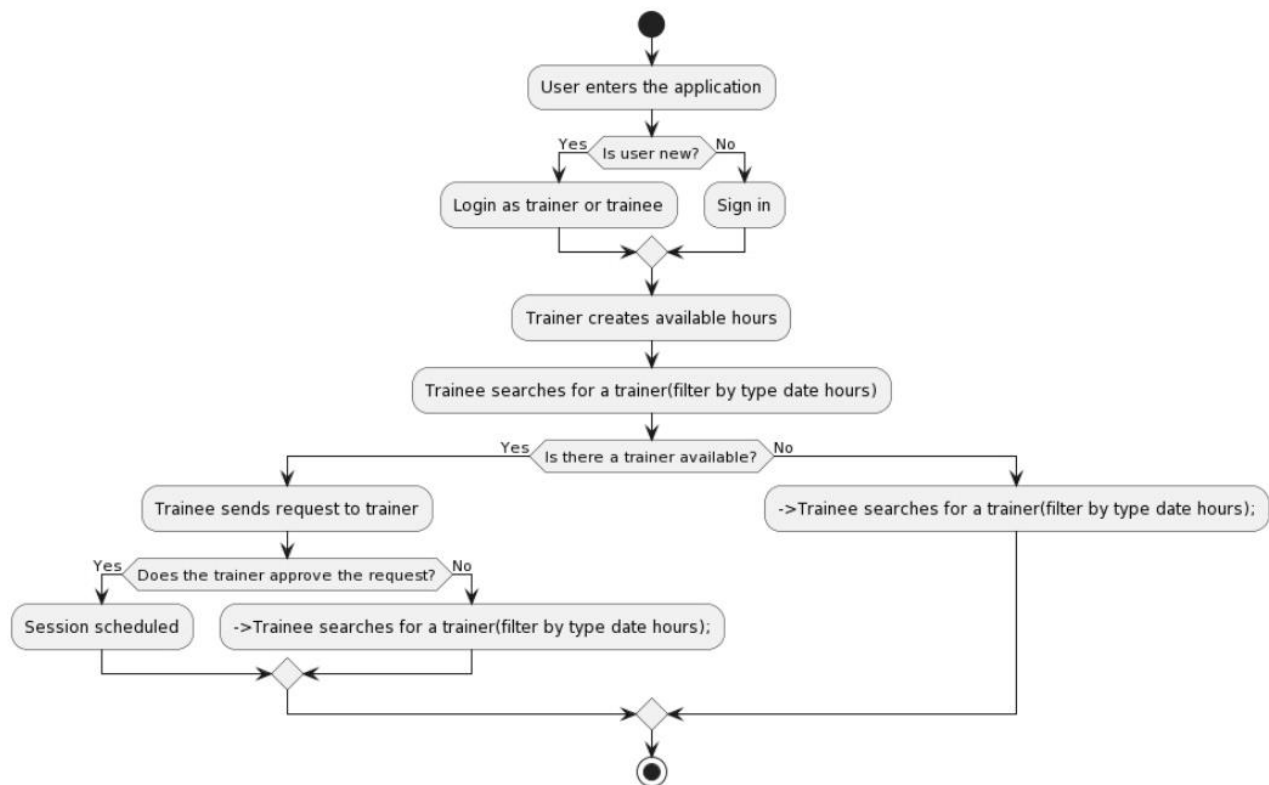 User enters the application
Yes
Is user new?
No
Login as trainer or trainee
Sign in
Trainer creates available hours
Trainee searches for a trainer(filter by type date hours)
Yes
Is there a trainer available?
No
Trainee sends request to trainer
->Trainee searches for a trainer(filter by type date hours);
Yes
Does the trainer approve the request?
No
Session scheduled
->Trainee searches for a trainer(filter by type date hours);